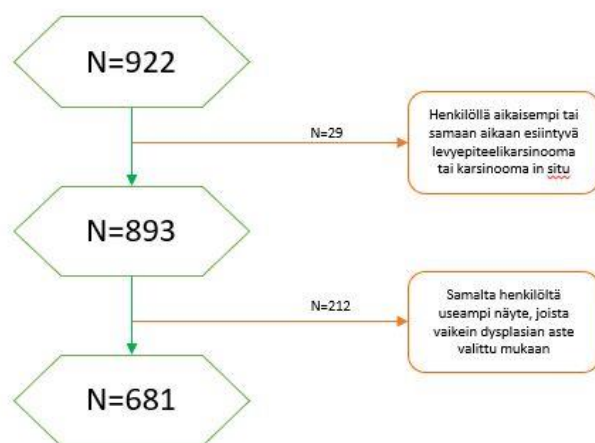 N=922
N=29
Henkilöllä aikaisempi tai
samaan aikaan esiintyvä
levyepiteelikarsinooma
tai karsinooma in situ
N=893
N=212
Samalta henkilöltä
useampi näyte, joista
vaikein dysplasian aste
valittu mukaan
N=681